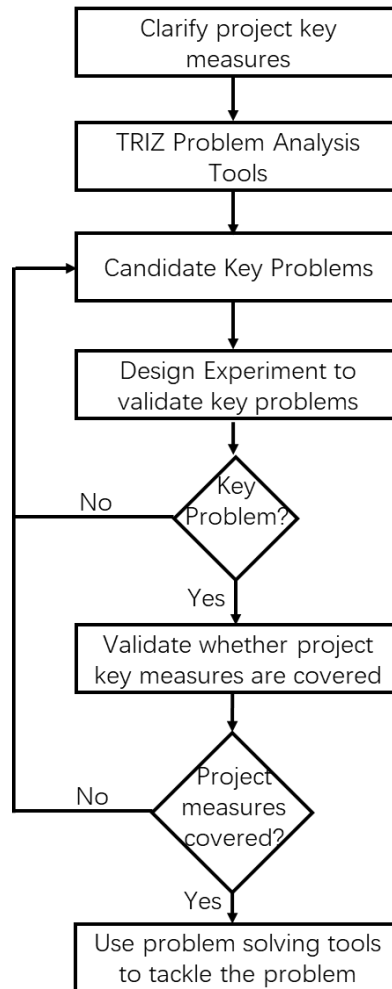 Clarify project key
measures
TRIZ Problem Analysis
Tools
Candidate Key Problems
Design Experiment to
validate key problems
Key
Problem?
No
Yes
Validate whether project
key measures are covered
Project
measures
covered?
No
Yes
Use problem solving tools
to tackle the problem